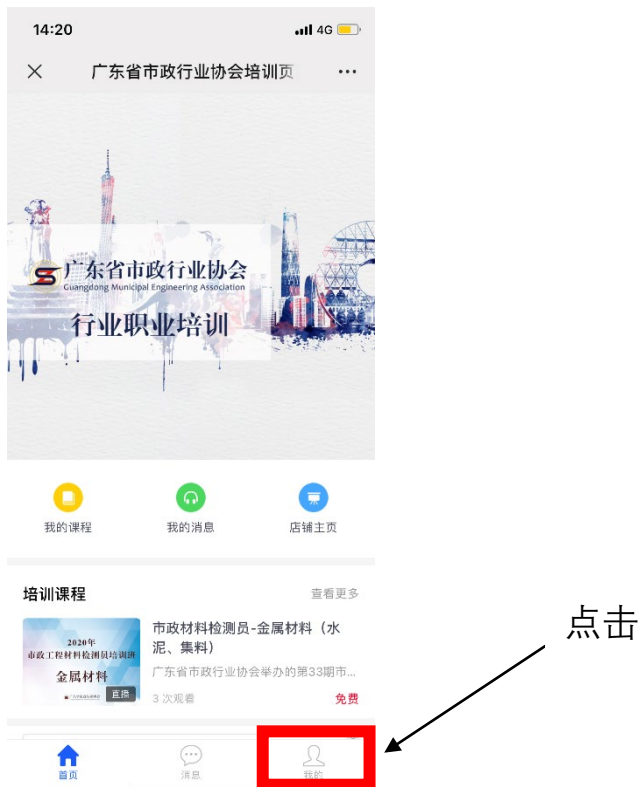 14:20
4G
广东省市政行业协会培训页
广东省市政行业协会
Guangdong Municipal Engineering Association
行业职业培训
我的课程
我的消息
店铺主页
培训课程
查看更多
2020年
市政工程材料检测员培训班
金属材料
直播
市政材料检测员-金属材料（水
泥、集料）
广东省市政行业协会举办的第33期市...
3 次观看
免费
首页
消息
我的
点击